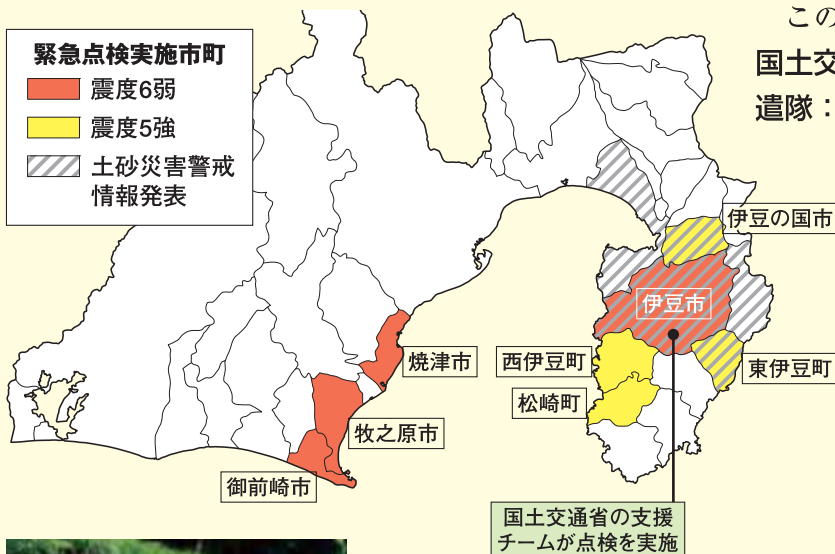 緊急点検実施市町
震度6弱
震度5強
土砂災害警戒
情報発表
この
国土交
遣隊：
伊豆の国市
伊豆市
西伊豆町
東伊豆町
松崎町
焼津市
牧之原市
御前崎市
国土交通省の支援
チームが点検を実施